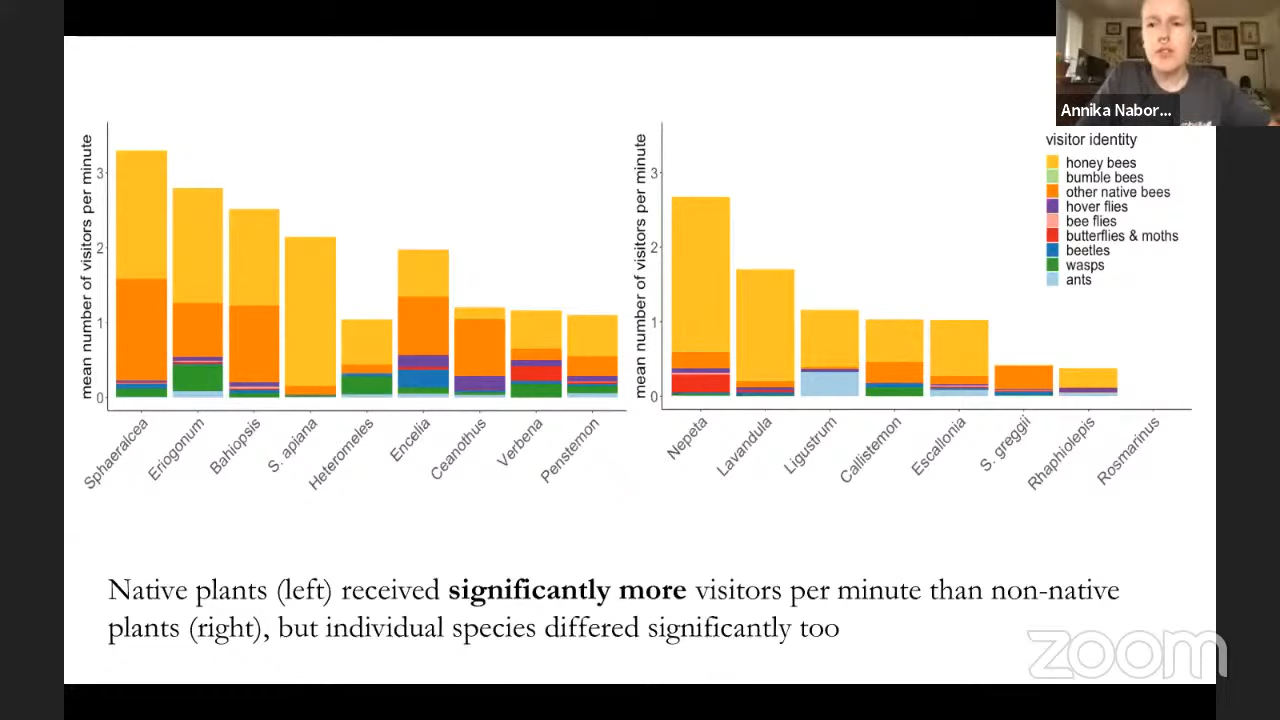 Annika Nabor...
mean number of visitors per minute
3
2
1
0
Sphaeralcea
Eriogonum
Bahiopsis
S. apiana
Heteromeles
Encelia
Ceanothus
Verbena
Penstemon
mean number of visitors per minute
3
2
1
0
Nepeta
Lavandula
Ligustrum
Callistemon
Escallonia
S. greggii
Rhaphiolepis
Rosmarinus
visitor identity
honey bees
bumble bees
other native bees
hover flies
bee flies
butterflies & moths
beetles
wasps
ants
Native plants (left) received significantly more visitors per minute than non-native
plants (right), but individual species differed significantly too
zoom